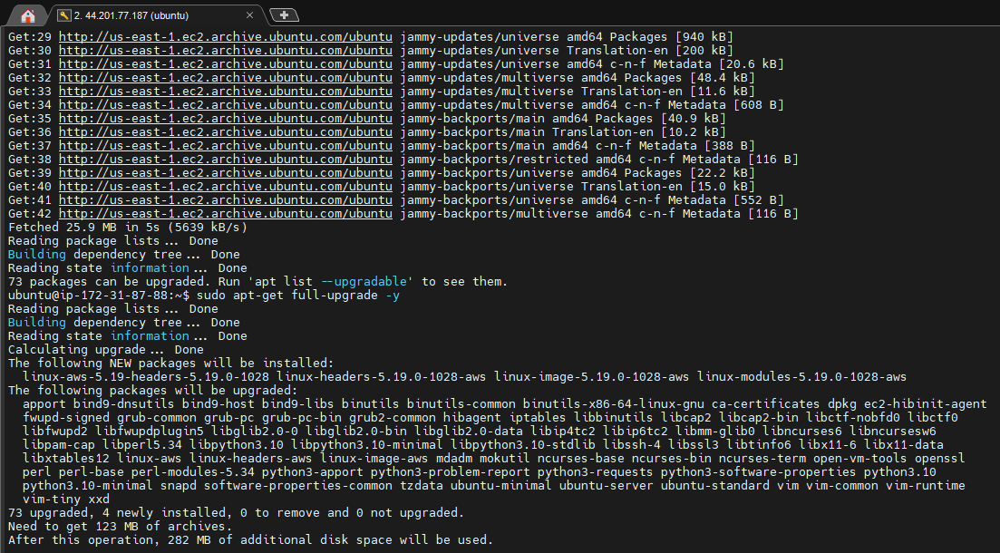 2. 44.201.77.187 (ubuntu)
Get:29 http://us-east-1.ec2.archive.ubuntu.com/ubuntu jammy-updates/universe amd64 Packages [940 kB]
Get:30 http://us-east-1.ec2.archive.ubuntu.com/ubuntu jammy-updates/universe Translation-en [200 kB]
Get:31 http://us-east-1.ec2.archive.ubuntu.com/ubuntu jammy-updates/universe amd64 c-n-f Metadata [20.6 kB]
Get:32 http://us-east-1.ec2.archive.ubuntu.com/ubuntu jammy-updates/multiverse amd64 Packages [48.4 kB]
Get:33 http://us-east-1.ec2.archive.ubuntu.com/ubuntu jammy-updates/multiverse Translation-en [11.6 kB]
Get:34 http://us-east-1.ec2.archive.ubuntu.com/ubuntu jammy-updates/multiverse amd64 c-n-f Metadata [608 B]
Get:35 http://us-east-1.ec2.archive.ubuntu.com/ubuntu jammy-backports/main amd64 Packages [40.9 kB]
Get:36 http://us-east-1.ec2.archive.ubuntu.com/ubuntu jammy-backports/main Translation-en [10.2 kB]
Get:37 http://us-east-1.ec2.archive.ubuntu.com/ubuntu jammy-backports/main amd64 c-n-f Metadata [388 B]
Get:38 http://us-east-1.ec2.archive.ubuntu.com/ubuntu jammy-backports/restricted amd64 c-n-f Metadata [116 B]
Get:39 http://us-east-1.ec2.archive.ubuntu.com/ubuntu jammy-backports/universe amd64 Packages [22.2 kB]
Get:40 http://us-east-1.ec2.archive.ubuntu.com/ubuntu jammy-backports/universe Translation-en [15.0 kB]
Get:41 http://us-east-1.ec2.archive.ubuntu.com/ubuntu jammy-backports/universe amd64 c-n-f Metadata [552 B]
Get:42 http://us-east-1.ec2.archive.ubuntu.com/ubuntu jammy-backports/multiverse amd64 c-n-f Metadata [116 B]
Fetched 25.9 MB in 5s (5639 kB/s)
Reading package lists... Done
Building dependency tree... Done
Reading state information... Done
73 packages can be upgraded. Run 'apt list --upgradable' to see them.
ubuntu@ip-172-31-87-88:~$ sudo apt-get full-upgrade -y
Reading package lists... Done
Building dependency tree... Done
Reading state information... Done
Calculating upgrade... Done
The following NEW packages will be installed:
linux-aws-5.19-headers-5.19.0-1028 linux-headers-5.19.0-1028-aws linux-image-5.19.0-1028-aws linux-modules-5.19.0-1028-aws
The following packages will be upgraded:
apport bind9-dnsutils bind9-host bind9-libs binutils binutils-common binutils-x86-64-linux-gnu ca-certificates dpkg ec2-hibinit-agent
fwupd-signed grub-common grub-pc grub-pc-bin grub2-common hibagent iptables libbinutils libcap2 libcap2-bin libctf-nobfd0 libctf0
libfwupd2 libfwupdplugin5 libglib2.0-0 libglib2.0-bin libglib2.0-data libip4tc2 libip6tc2 libmm-glib0 libncurses6 libncursesw6
libpam-cap libperl5.34 libpython3.10 libpython3.10-minimal libpython3.10-stdlib libssh-4 libssl3 libtinfo6 libx11-6 libx11-data
libxtables12 linux-aws linux-headers-aws linux-image-aws mdadm mokutil ncurses-base ncurses-bin ncurses-term open-vm-tools openssl
perl perl-base perl-modules-5.34 python3-apport python3-problem-report python3-requests python3-software-properties python3.10
python3.10-minimal snapd software-properties-common tzdata ubuntu-minimal ubuntu-server ubuntu-standard vim vim-common vim-runtime
vim-tiny xxd
73 upgraded, 4 newly installed, 0 to remove and 0 not upgraded.
Need to get 123 MB of archives.
After this operation, 282 MB of additional disk space will be used.